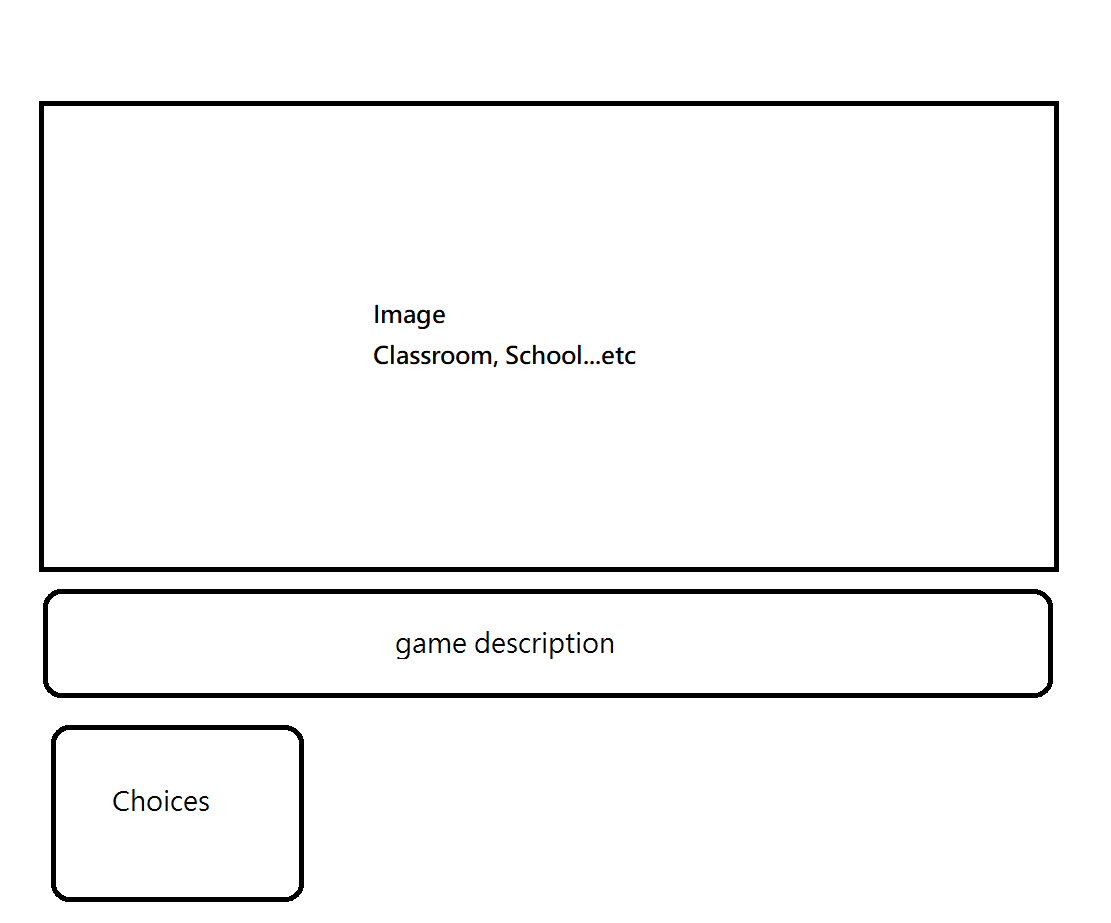 Image
Classroom, School...etc
game description
Choices